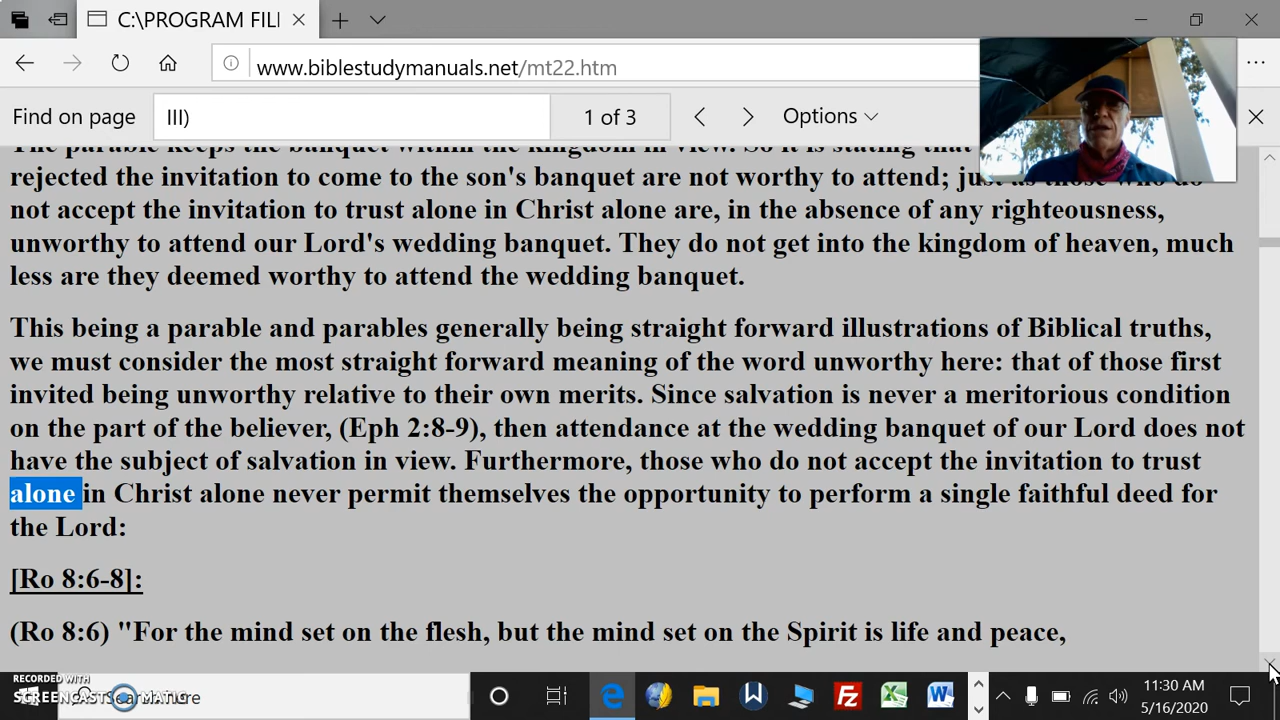 C:\PROGRAM FIL
www.biblestudymanuals.net/mt22.htm
Find on page
III)
1 of 3
Options
The parable keeps the banquet within the kingdom in view. So it is stating that
rejected the invitation to come to the son's banquet are not worthy to attend; just as those who do
not accept the invitation to trust alone in Christ alone are, in the absence of any righteousness,
unworthy to attend our Lord's wedding banquet. They do not get into the kingdom of heaven, much
less are they deemed worthy to attend the wedding banquet.
This being a parable and parables generally being straight forward illustrations of Biblical truths,
we must consider the most straight forward meaning of the word unworthy here: that of those first
invited being unworthy relative to their own merits. Since salvation is never a meritorious condition
on the part of the believer, (Eph 2:8-9), then attendance at the wedding banquet of our Lord does not
have the subject of salvation in view. Furthermore, those who do not accept the invitation to trust
alone in Christ alone never permit themselves the opportunity to perform a single faithful deed for
the Lord:
[Ro 8:6-8]:
(Ro 8:6) "For the mind set on the flesh, but the mind set on the Spirit is life and peace,
RECORDED WITH
SCREENCAST MATIC
11:30 AM
5/16/2020